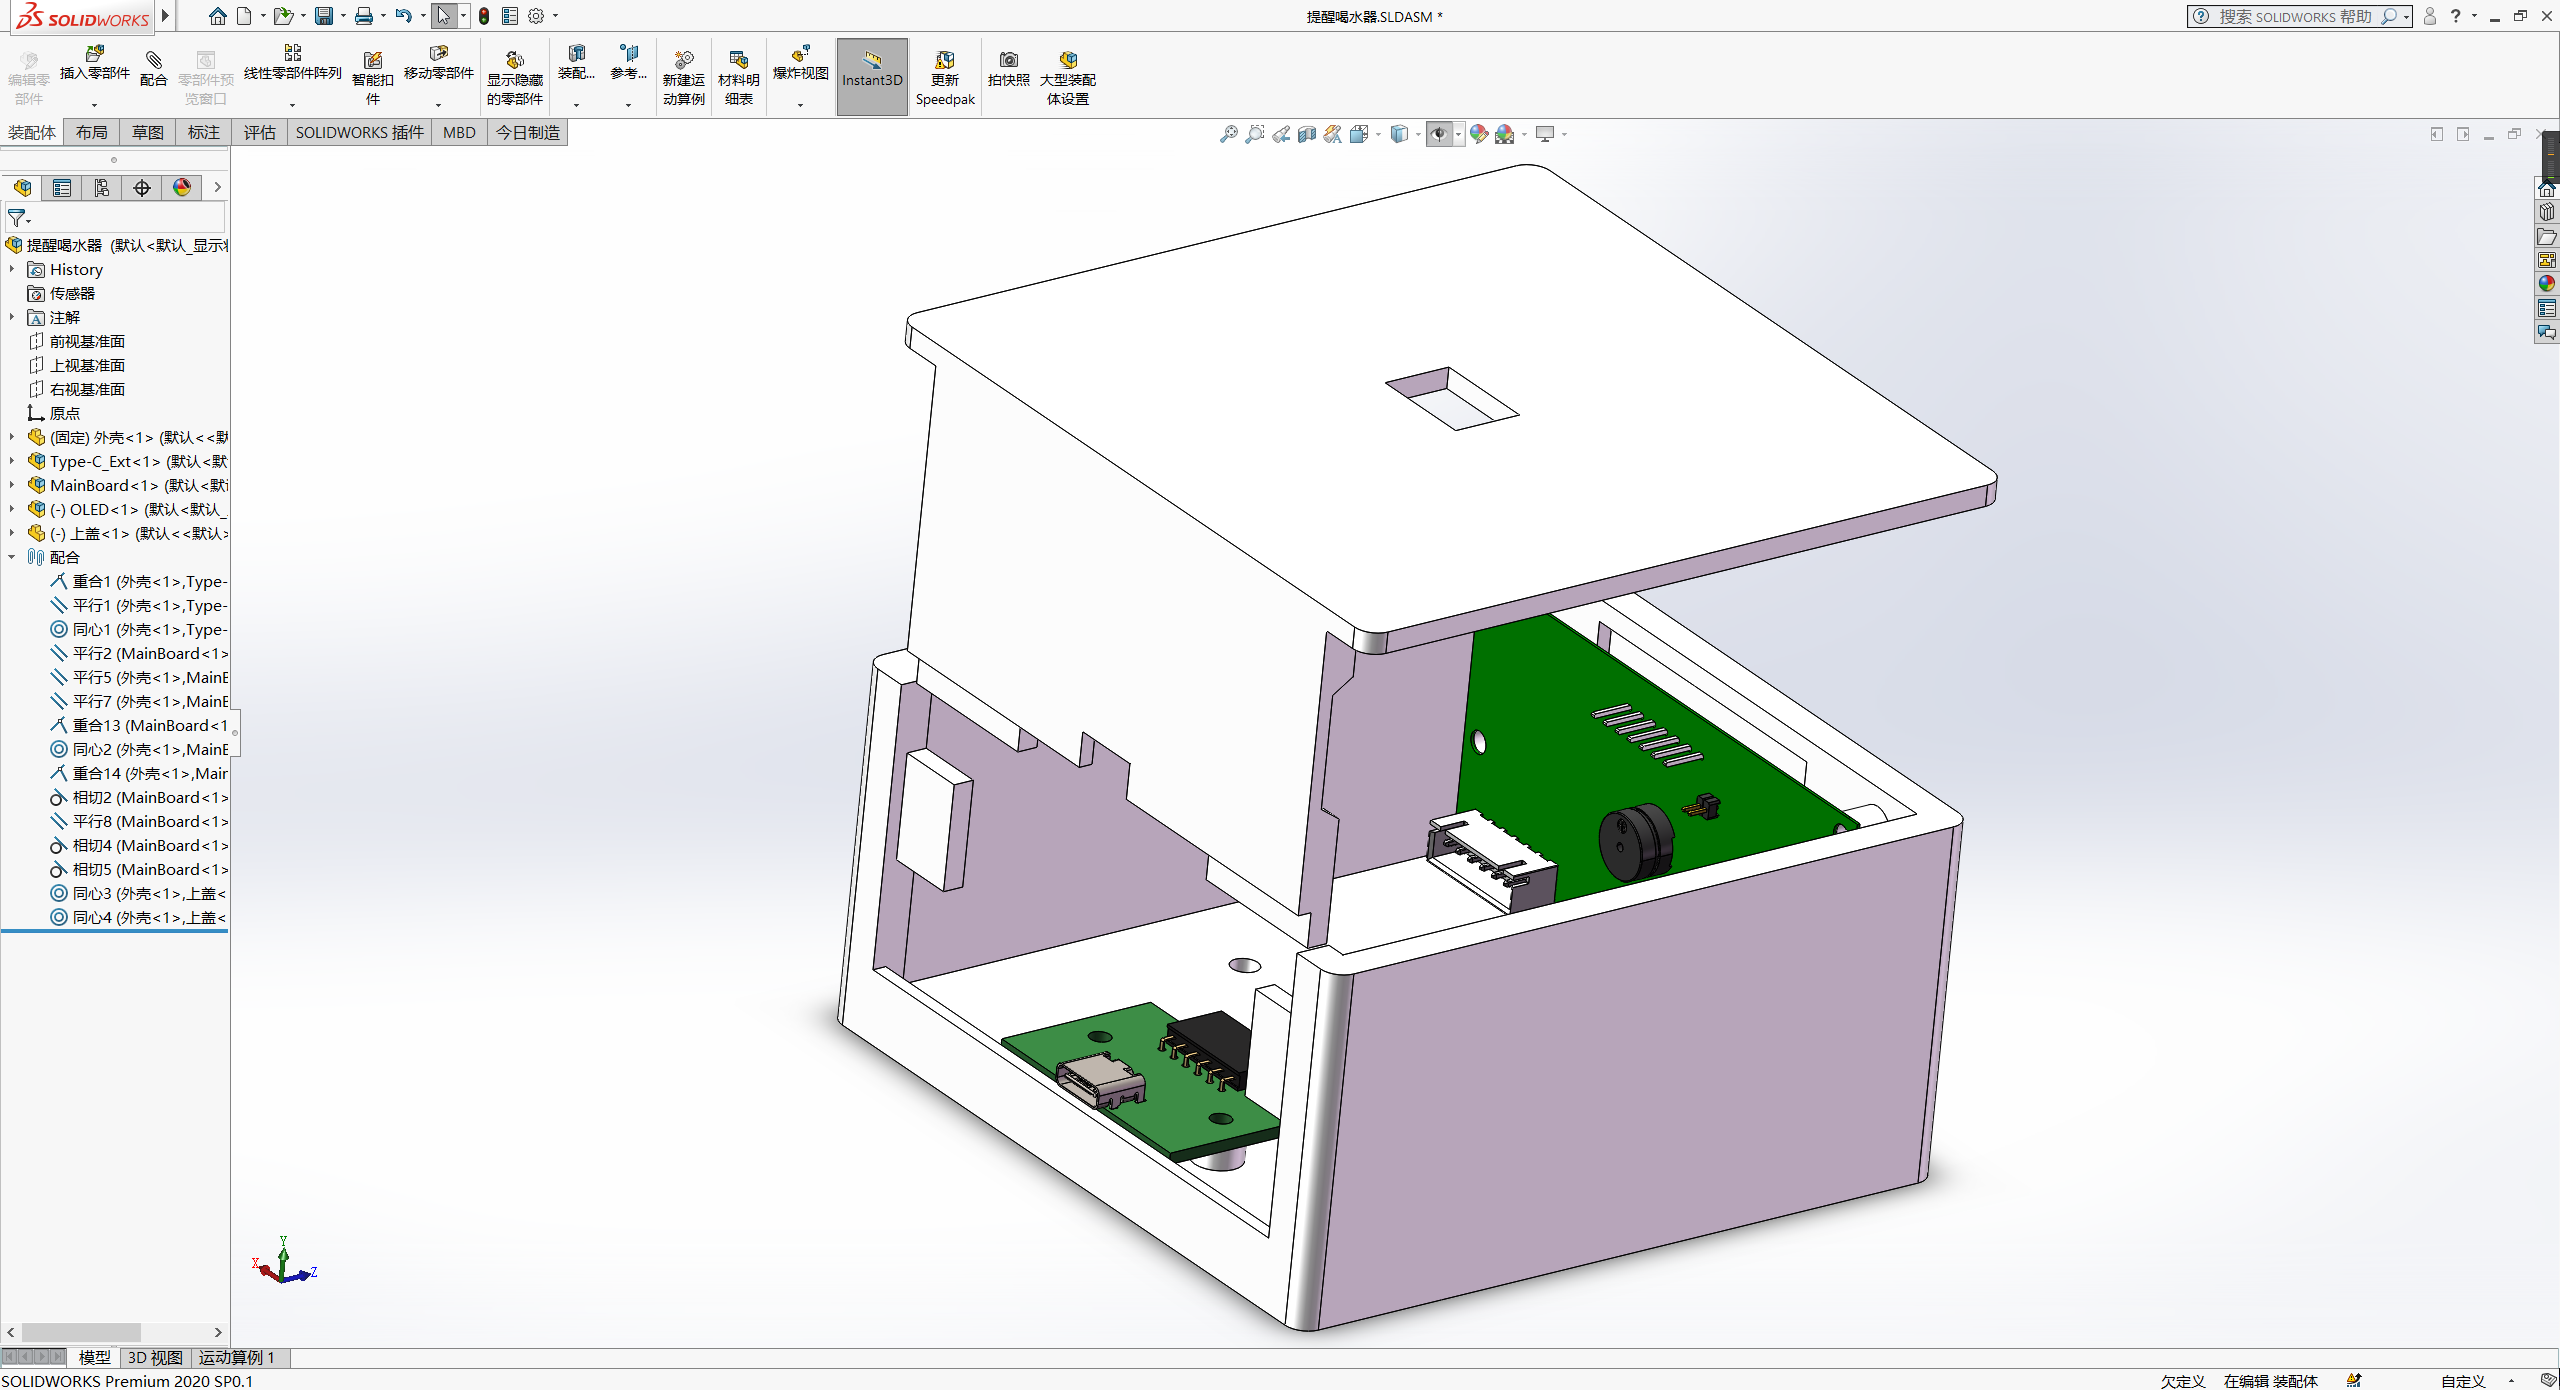 SOLIDWORKS
提醒喝水器.SLDASM *
搜索 SOLIDWORKS 帮助
编辑零部件
插入零部件
配合
零部件预览窗口
线性零部件阵列
智能扣件
移动零部件
显示隐藏的零部件
装配...
参考...
新建运动算例
材料明细表
爆炸视图
Instant3D
更新 Speedpak
拍快照
大型装配体设置
装配体 布局 草图 标注 评估 SOLIDWORKS 插件 MBD 今日制造
提醒喝水器 (默认<默认_显示
History
传感器
注解
前视基准面
上视基准面
右视基准面
原点
(固定) 外壳<1> (默认<<默
Type-C_Ext<1> (默认<默
MainBoard<1> (默认<默
(-) OLED<1> (默认<默认_
(-) 上盖<1> (默认<<默认>
配合
重合1 (外壳<1>,Type-
平行1 (外壳<1>,Type-
同心1 (外壳<1>,Type-
平行2 (MainBoard<1>
平行5 (外壳<1>,MainB
平行7 (外壳<1>,MainB
重合13 (MainBoard<1
同心2 (外壳<1>,MainB
重合14 (外壳<1>,Mair
相切2 (MainBoard<1>
平行8 (MainBoard<1>
相切4 (MainBoard<1>
相切5 (MainBoard<1>
同心3 (外壳<1>,上盖<
同心4 (外壳<1>,上盖<
Y
X
Z
模型 3D 视图 运动算例 1
SOLIDWORKS Premium 2020 SP0.1
欠定义 在编辑 装配体 自定义